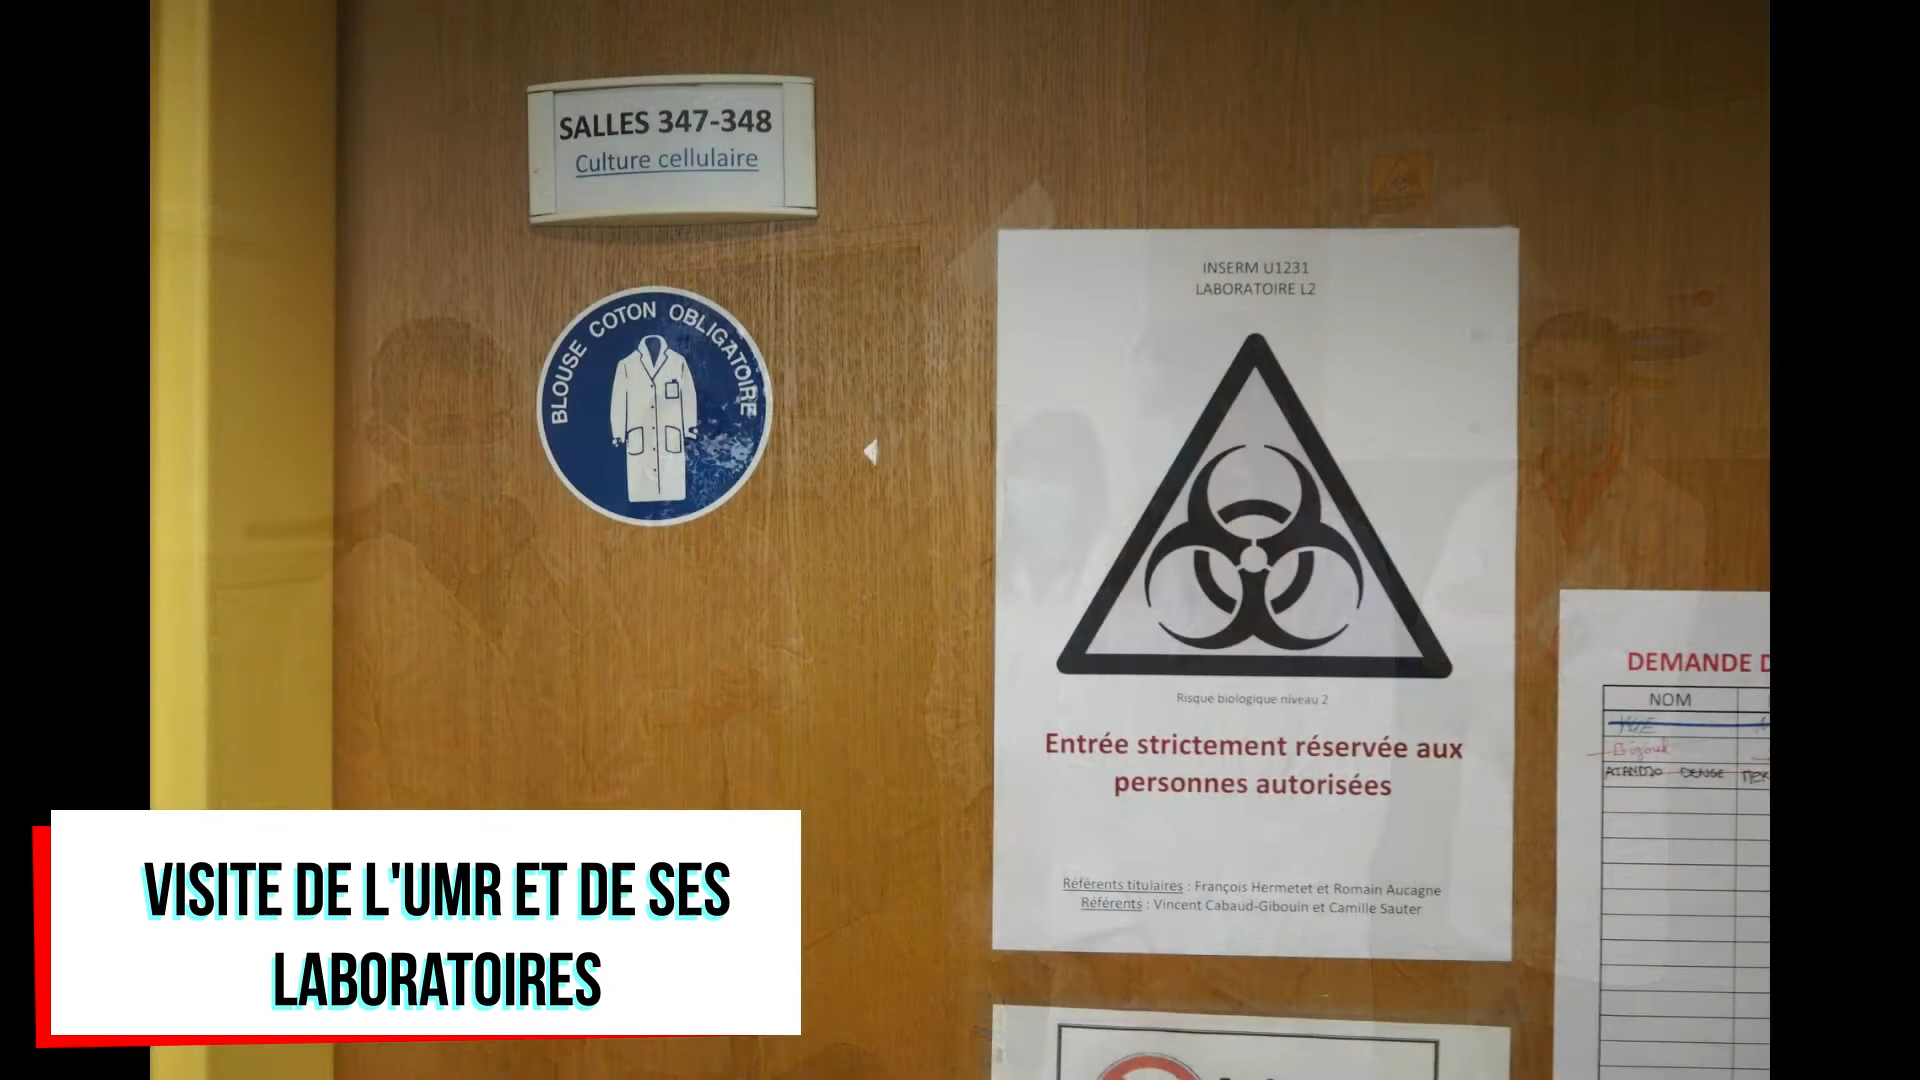 SALLES 347-348
Culture cellulaire
BLOUSE COTON OBLIGATOIRE
INSERM U1231
LABORATOIRE L2
Risque biologique niveau 2
Entrée strictement réservée aux
personnes autorisées
Référents titulaires : François Hermetet et Romain Aucagne
Référents : Vincent Cabaud-Gibouin et Camille Sauter
DEMANDE
NOM
VISITE DE L'UMR ET DE SES
LABORATOIRES